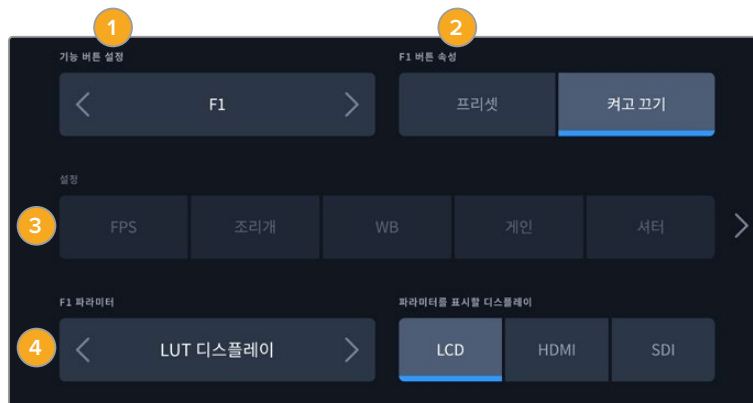 1 2
기능 버튼 설정 F1 버튼 속성
F1 프리셋 켜고 끄기
설정
3 FPS 조리개 WB 게인 셔터
F1 파라미터 파라미터를 표시할 디스플레이
4 LUT 디스플레이 LCD HDMI SDI